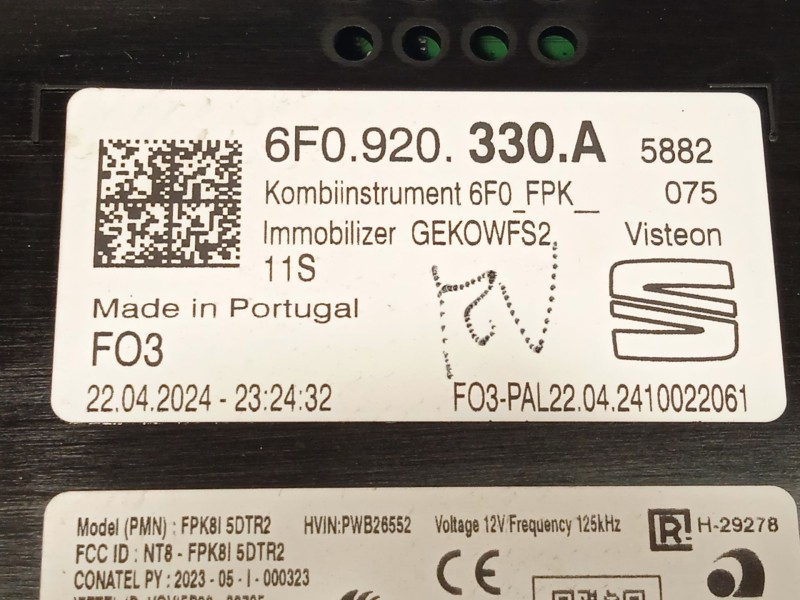 6F0.920. 330.A 5882
Kombiinstrument 6F0_FPK__ 075
Immobilizer GEKOWFS2 Visteon
11S
Made in Portugal
FO3
22.04.2024 - 23:24:32 FO3-PAL22.04.2410022061
Model (PMN) : FPK8I 5DTR2 HVIN:PWB26552 Voltage 12V/Frequency 125kHz R! H-29278
FCC ID : NT8 - FPK8I 5DTR2
CONATEL PY : 2023 - 05 - I - 000323 CE